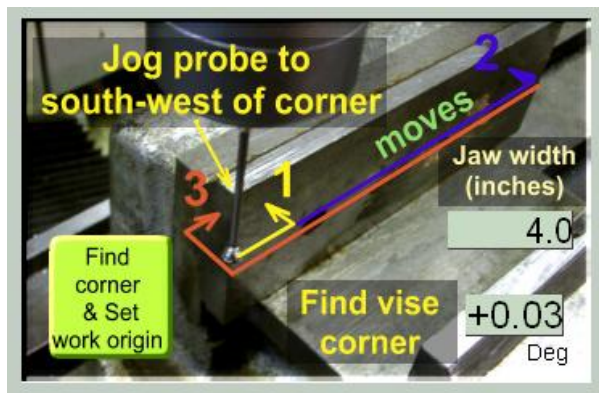 Jog probe to
south-west of corner
2
moves
3
1
Jaw width
(inches)
4.0
Find
corner
& Set
work origin
Find vise
corner
+0.03
Deg